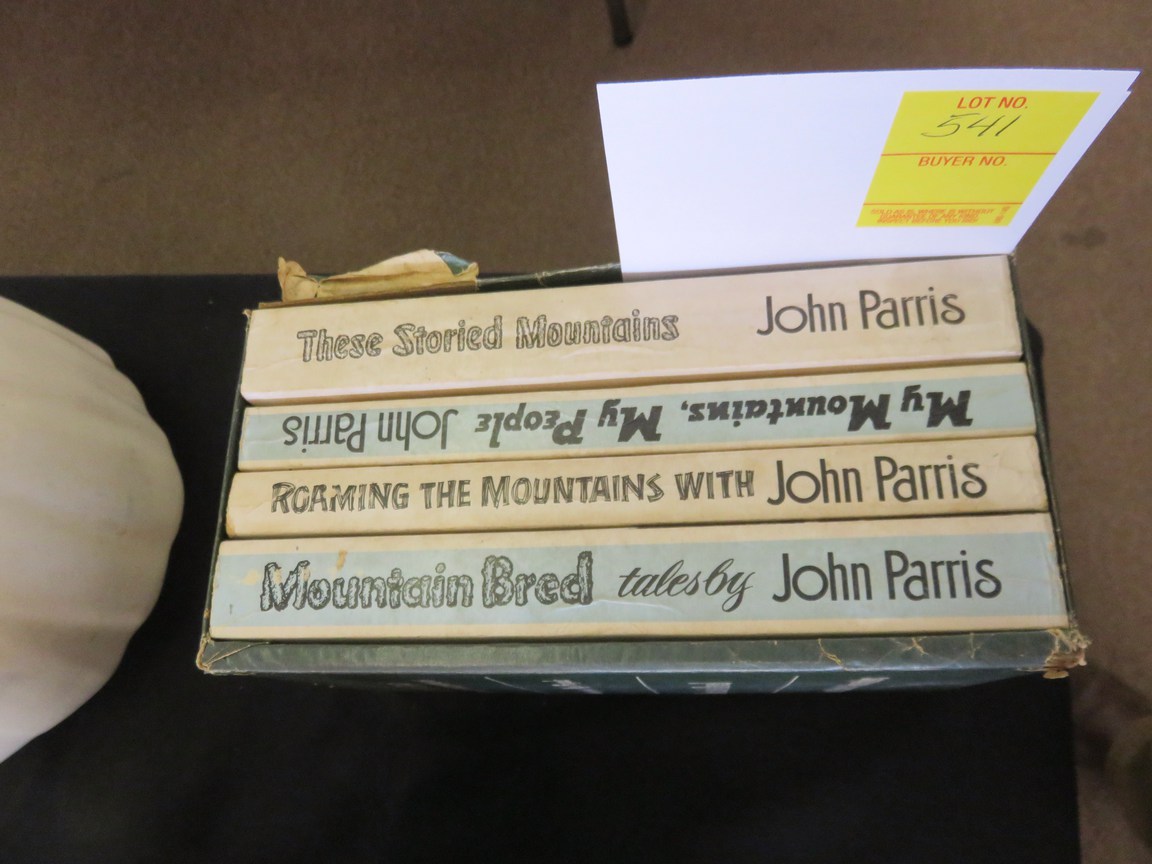 LOT NO.
541
BUYER NO.
These Storied Mountains John Parris
My Mountains, My People John Parris
ROAMING THE MOUNTAINS WITH John Parris
Mountain Bred tales by John Parris